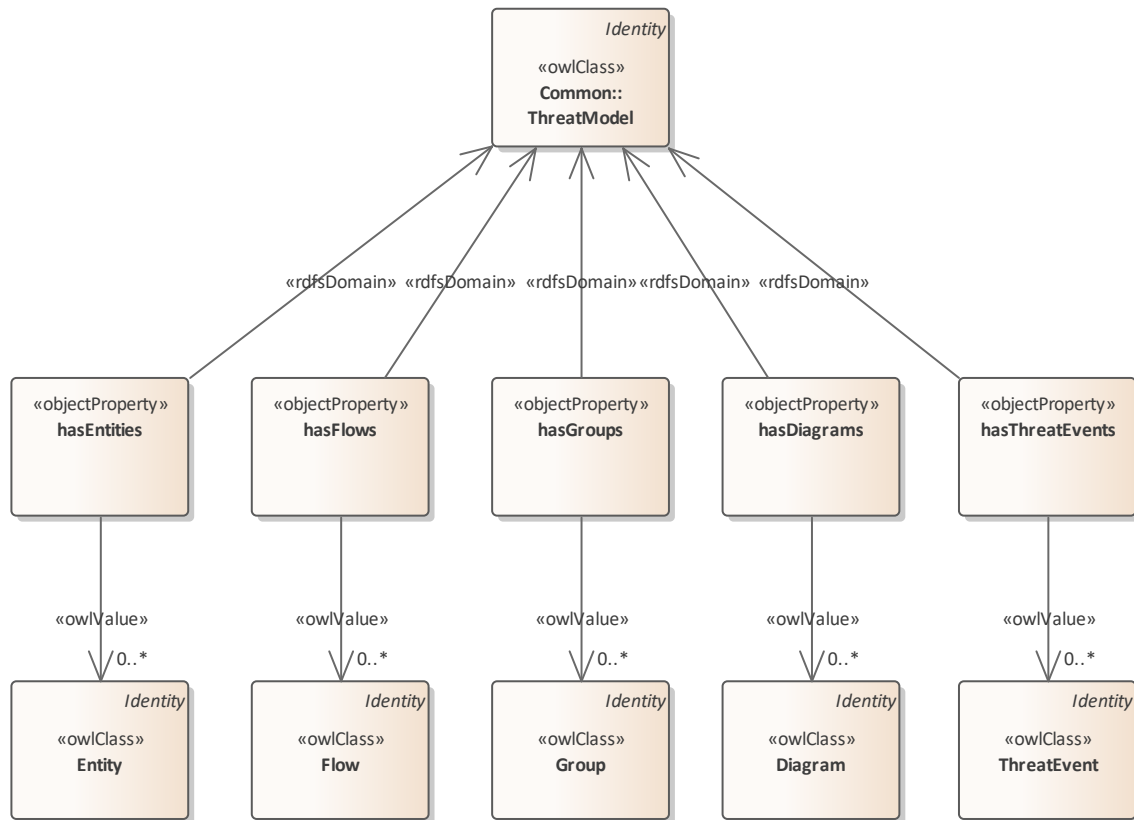 Identity
«owlClass»
Common::
ThreatModel
«rdfsDomain» «rdfsDomain» «rdfsDomain» «rdfsDomain» «rdfsDomain»
«objectProperty»
hasEntities
«objectProperty»
hasFlows
«objectProperty»
hasGroups
«objectProperty»
hasDiagrams
«objectProperty»
hasThreatEvents
«owlValue»
0..*
«owlValue»
0..*
«owlValue»
0..*
«owlValue»
0..*
«owlValue»
0..*
Identity
«owlClass»
Entity
Identity
«owlClass»
Flow
Identity
«owlClass»
Group
Identity
«owlClass»
Diagram
Identity
«owlClass»
ThreatEvent